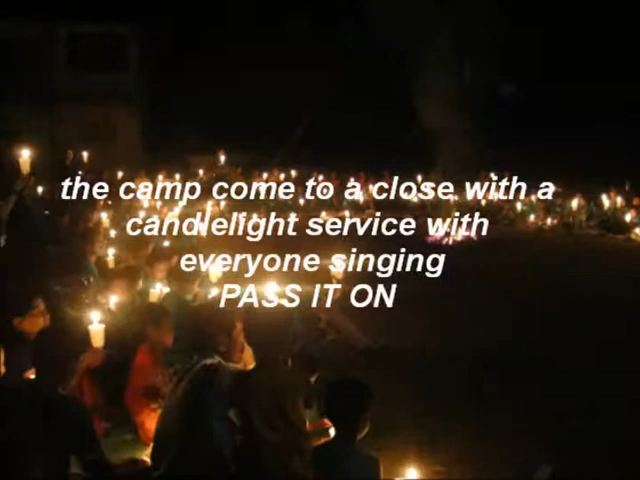 the camp come to a close with a
candlelight service with
everyone singing
PASS IT ON